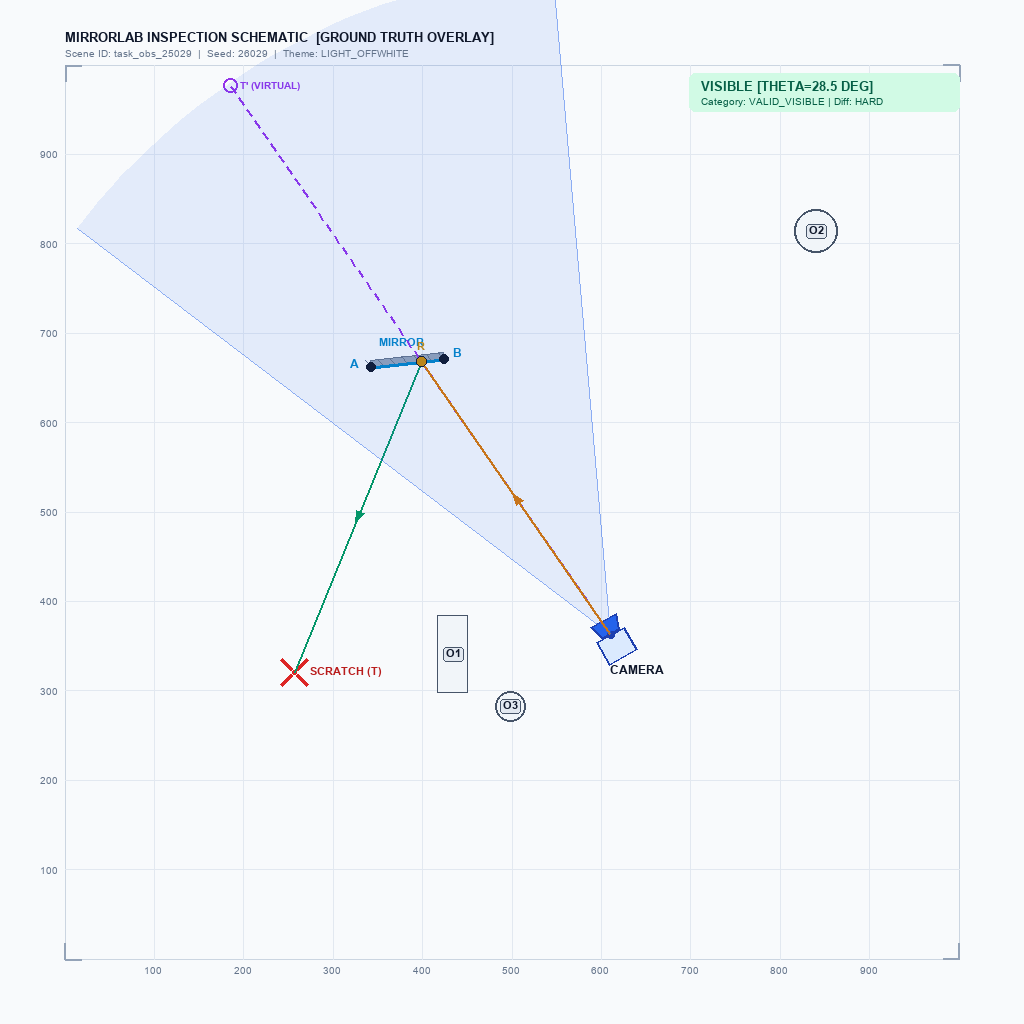 MIRRORLAB INSPECTION SCHEMATIC [GROUND TRUTH OVERLAY]
Scene ID: task_obs_25029 | Seed: 26029 | Theme: LIGHT_OFFWHITE
VISIBLE [THETA=28.5 DEG]
Category: VALID_VISIBLE | Diff: HARD
T' (VIRTUAL)
900
O2
800
700
MIRROR
R
A
B
600
500
400
O1
CAMERA
SCRATCH (T)
300
O3
200
100
100 200 300 400 500 600 700 800 900